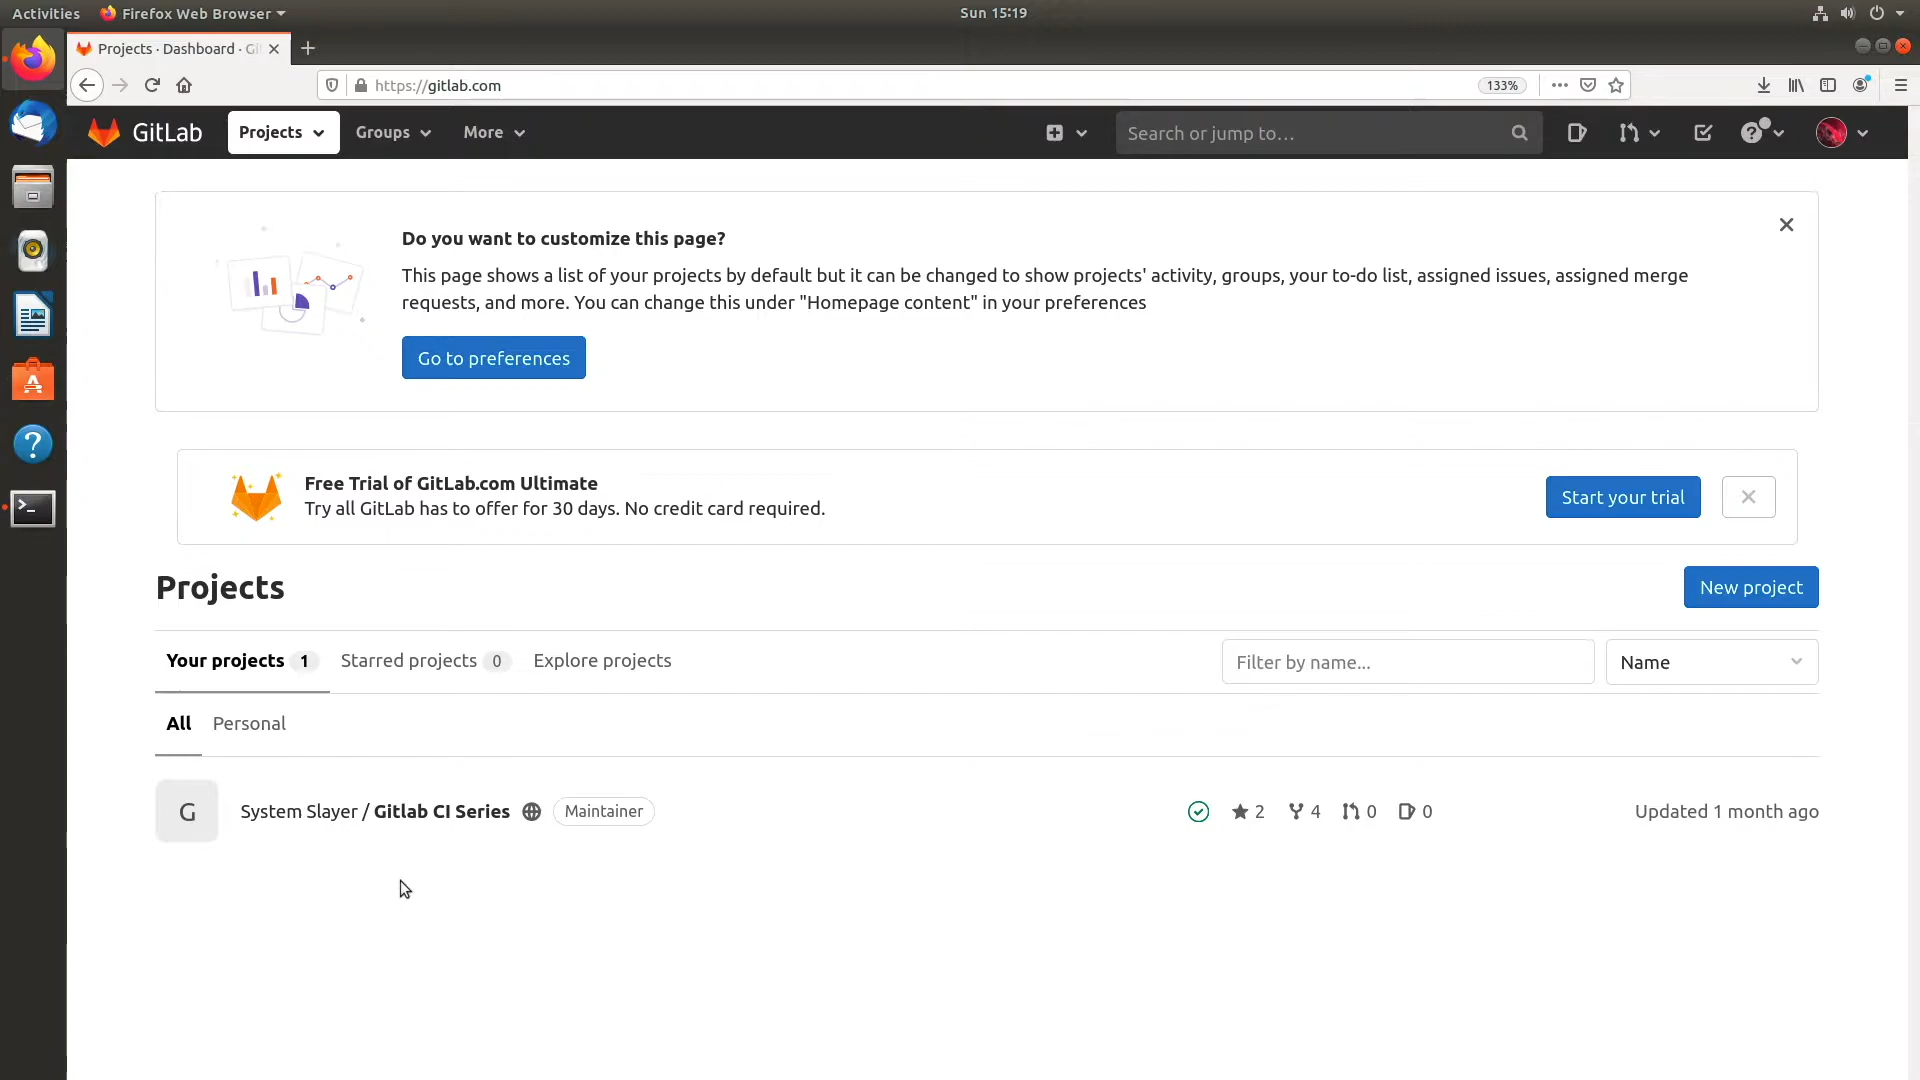 Activities
Firefox Web Browser
Sun 15:19
Projects · Dashboard · Gi
https://gitlab.com
133%
GitLab
Projects
Groups
More
Search or jump to…
Do you want to customize this page?
This page shows a list of your projects by default but it can be changed to show projects' activity, groups, your to-do list, assigned issues, assigned merge
requests, and more. You can change this under "Homepage content" in your preferences
Go to preferences
Free Trial of GitLab.com Ultimate
Try all GitLab has to offer for 30 days. No credit card required.
Start your trial
Projects
New project
Your projects 1
Starred projects 0
Explore projects
Filter by name...
Name
All
Personal
G
System Slayer / Gitlab CI Series
Maintainer
2
4
0
0
Updated 1 month ago